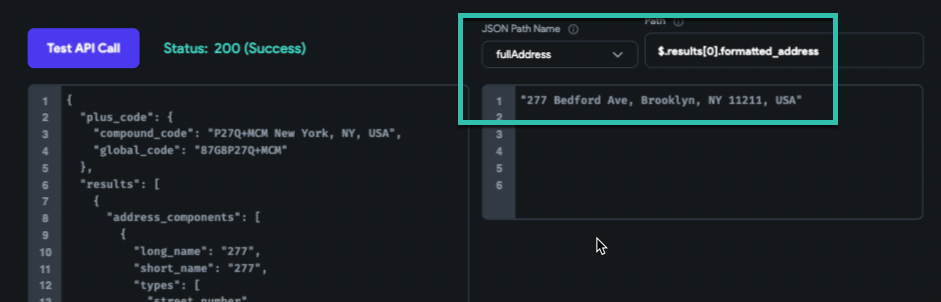 Test API Call
Status: 200 (Success)
JSON Path Name
Path
fullAddress
$.results[0].formatted_address
1 {
2 "plus_code": {
3 "compound_code": "P27Q+MCM New York, NY, USA",
4 "global_code": "87G8P27Q+MCM"
5 },
6 "results": [
7 {
8 "address_components": [
9 {
10 "long_name": "277",
11 "short_name": "277",
12 "types": [
13 "street_number"
1 "277 Bedford Ave, Brooklyn, NY 11211, USA"
2
3
4
5
6